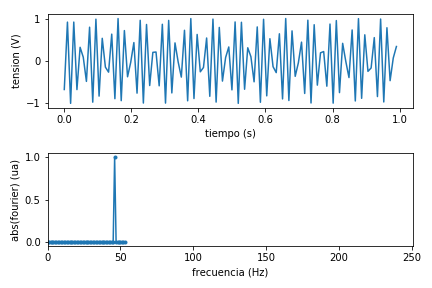 tension (V)
1
0
−1
0.0 0.2 0.4 0.6 0.8 1.0
tiempo (s)
abs(fourier) (ua)
1.0
0.5
0.0
0 50 100 150 200 250
frecuencia (Hz)